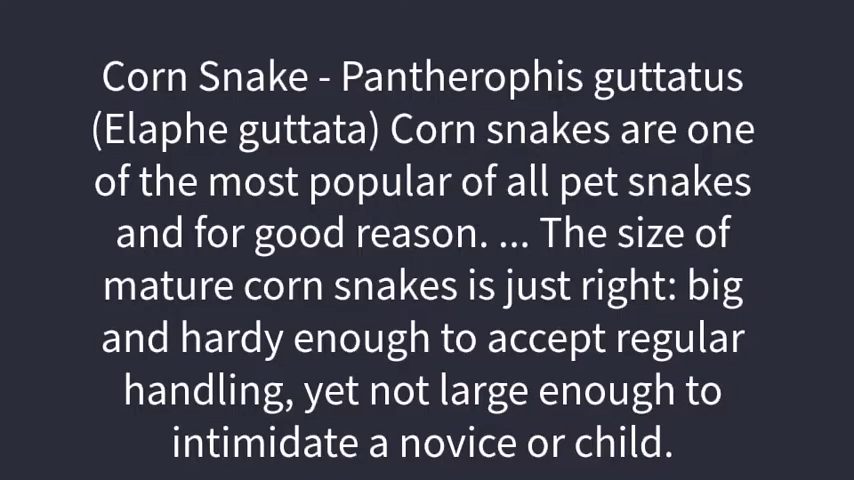 Corn Snake - Pantherophis guttatus
(Elaphe guttata) Corn snakes are one
of the most popular of all pet snakes
and for good reason. ... The size of
mature corn snakes is just right: big
and hardy enough to accept regular
handling, yet not large enough to
intimidate a novice or child.